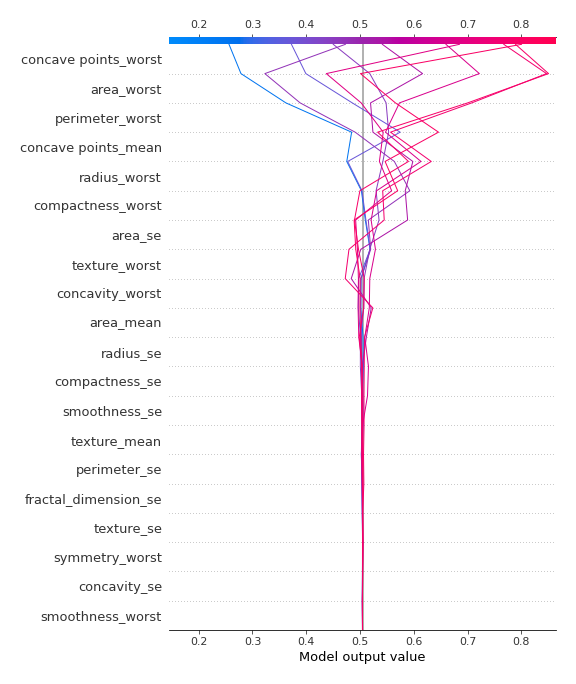 0.2 0.3 0.4 0.5 0.6 0.7 0.8
concave points_worst
area_worst
perimeter_worst
concave points_mean
radius_worst
compactness_worst
area_se
texture_worst
concavity_worst
area_mean
radius_se
compactness_se
smoothness_se
texture_mean
perimeter_se
fractal_dimension_se
texture_se
symmetry_worst
concavity_se
smoothness_worst
0.2 0.3 0.4 0.5 0.6 0.7 0.8
Model output value